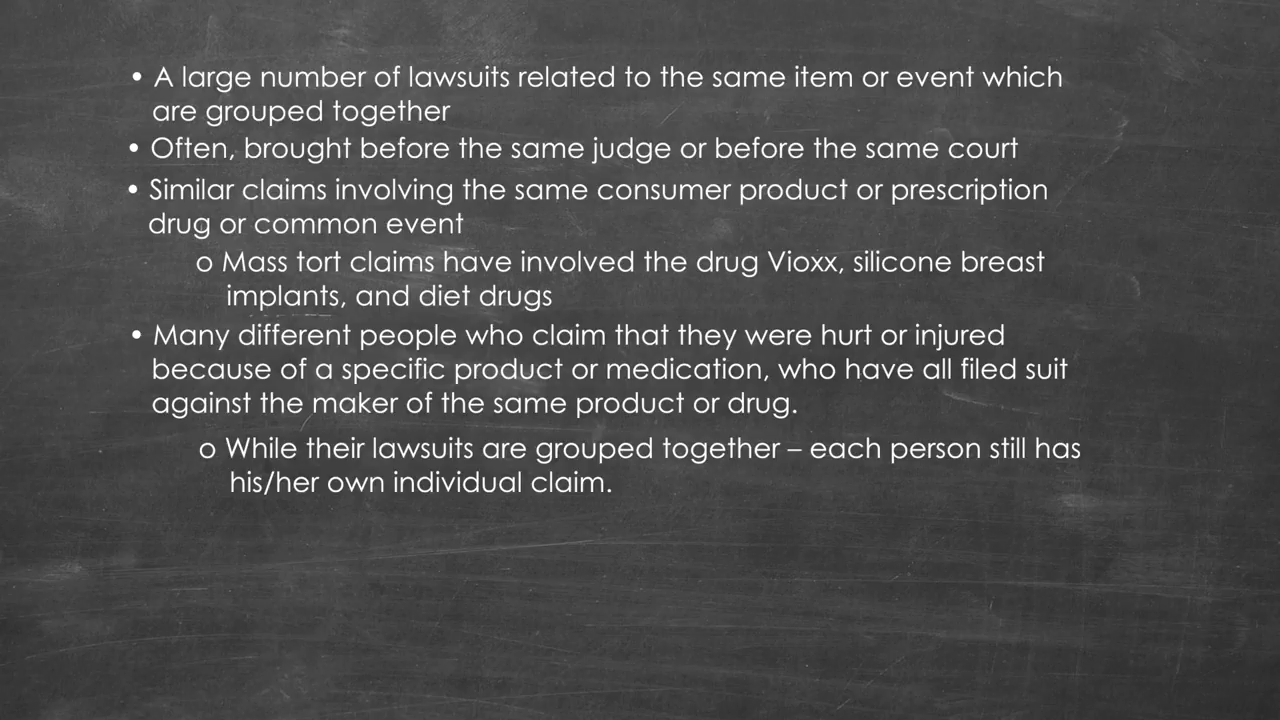 • A large number of lawsuits related to the same item or event which
are grouped together
• Often, brought before the same judge or before the same court
• Similar claims involving the same consumer product or prescription
drug or common event
o Mass tort claims have involved the drug Vioxx, silicone breast
implants, and diet drugs
• Many different people who claim that they were hurt or injured
because of a specific product or medication, who have all filed suit
against the maker of the same product or drug.
o While their lawsuits are grouped together – each person still has
his/her own individual claim.